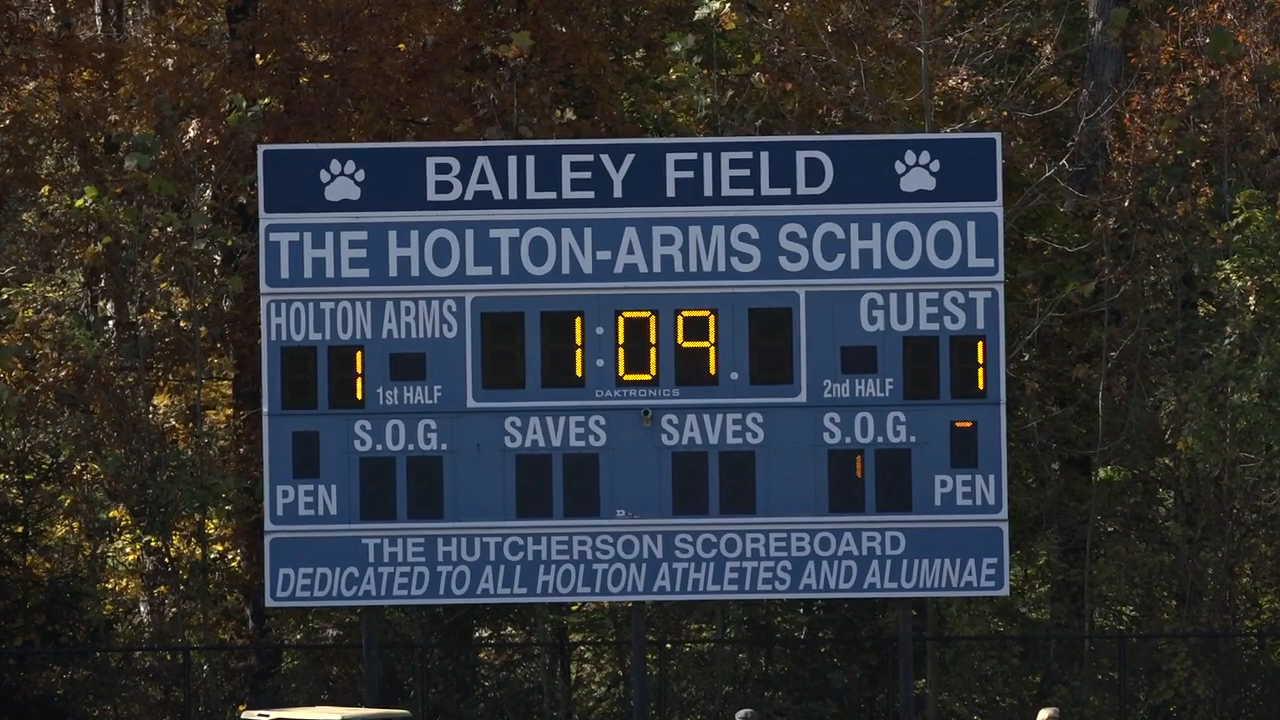 BAILEY FIELD
THE HOLTON-ARMS SCHOOL
HOLTON ARMS
GUEST
1:09
1
1st HALF
DAKTRONICS
2nd HALF
1
S.O.G.
SAVES
SAVES
S.O.G.
PEN
PEN
THE HUTCHERSON SCOREBOARD
DEDICATED TO ALL HOLTON ATHLETES AND ALUMNAE